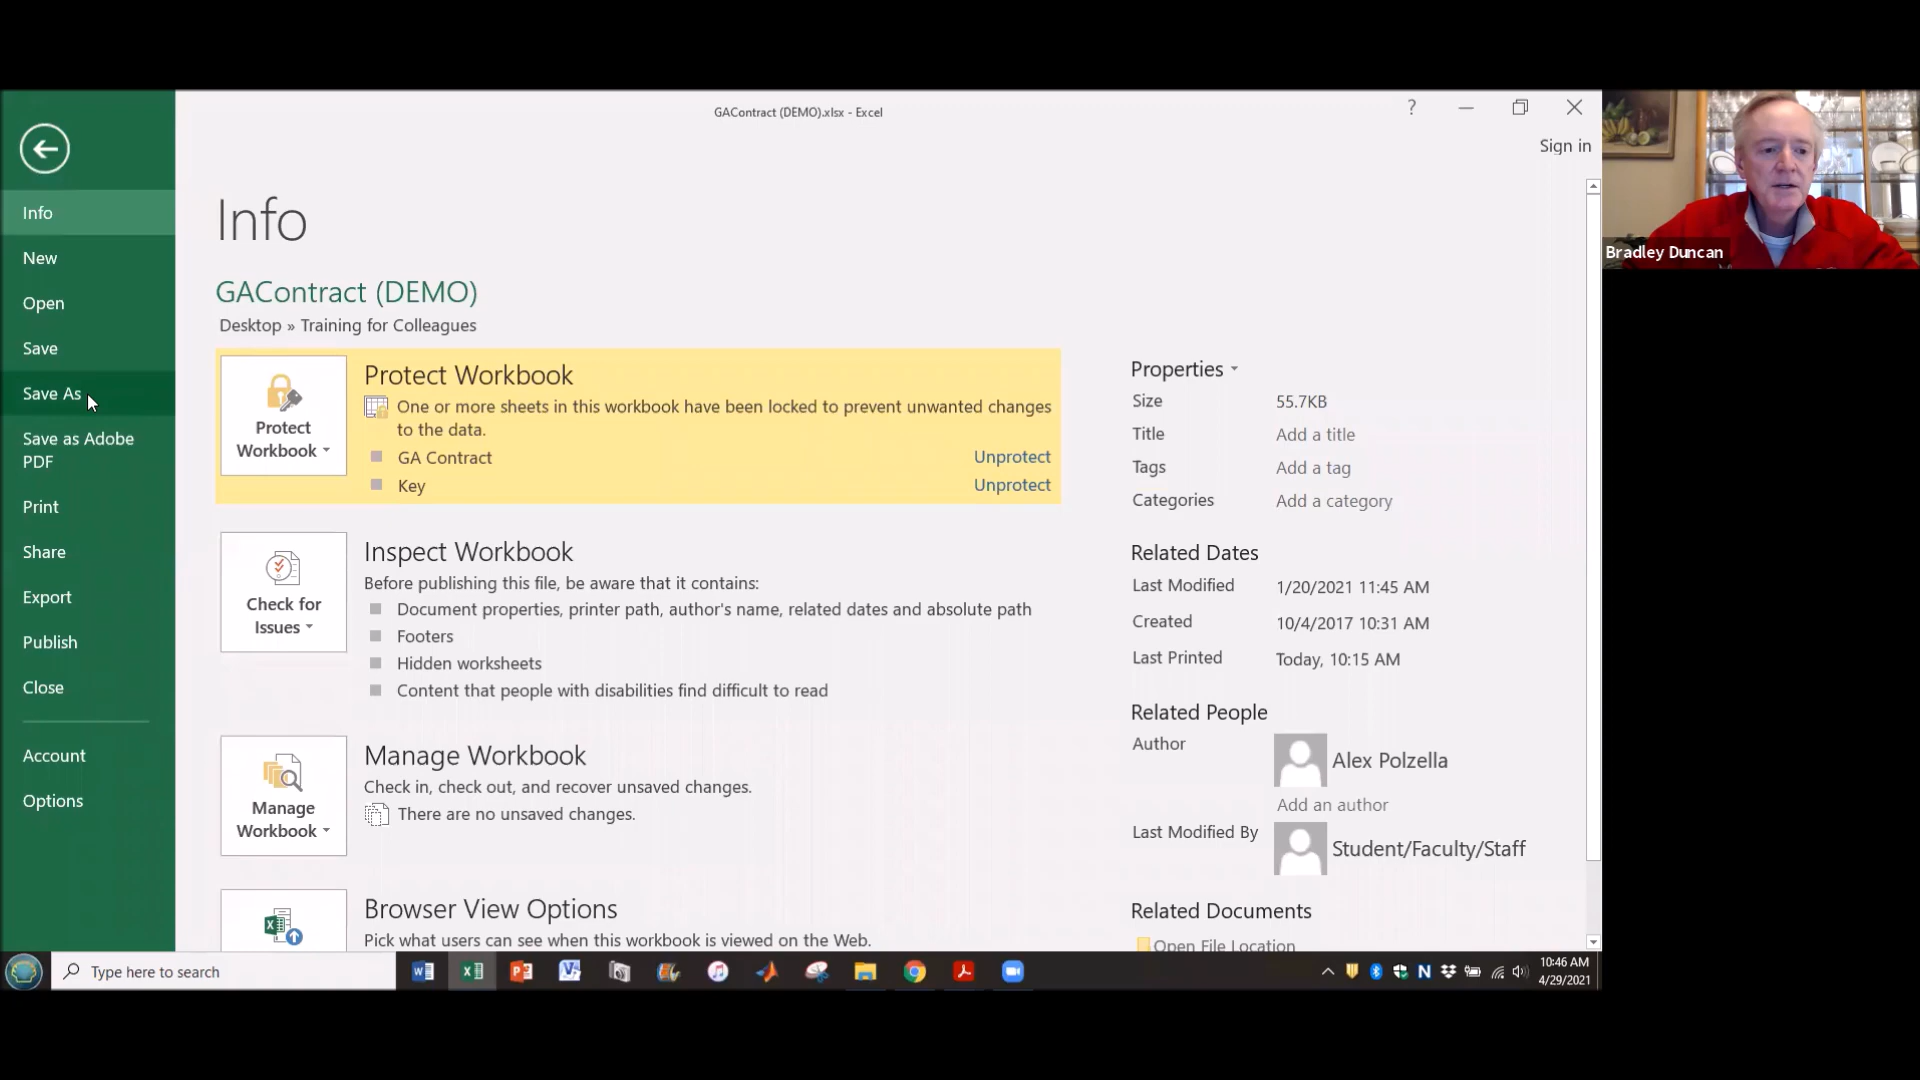 GAContract (DEMO).xlsx - Excel
?
Sign in
Bradley Duncan
Info
New
Open
Save
Save As
Save as Adobe
PDF
Print
Share
Export
Publish
Close
Account
Options
Info
GAContract (DEMO)
Desktop » Training for Colleagues
Protect
Workbook
Protect Workbook
One or more sheets in this workbook have been locked to prevent unwanted changes
to the data.
GA Contract Unprotect
Key Unprotect
Check for
Issues
Inspect Workbook
Before publishing this file, be aware that it contains:
Document properties, printer path, author's name, related dates and absolute path
Footers
Hidden worksheets
Content that people with disabilities find difficult to read
Manage
Workbook
Manage Workbook
Check in, check out, and recover unsaved changes.
There are no unsaved changes.
Browser View Options
Pick what users can see when this workbook is viewed on the Web.
Properties
Size 55.7KB
Title Add a title
Tags Add a tag
Categories Add a category
Related Dates
Last Modified 1/20/2021 11:45 AM
Created 10/4/2017 10:31 AM
Last Printed Today, 10:15 AM
Related People
Author Alex Polzella
Add an author
Last Modified By Student/Faculty/Staff
Related Documents
Open File Location
Type here to search
10:46 AM
4/29/2021